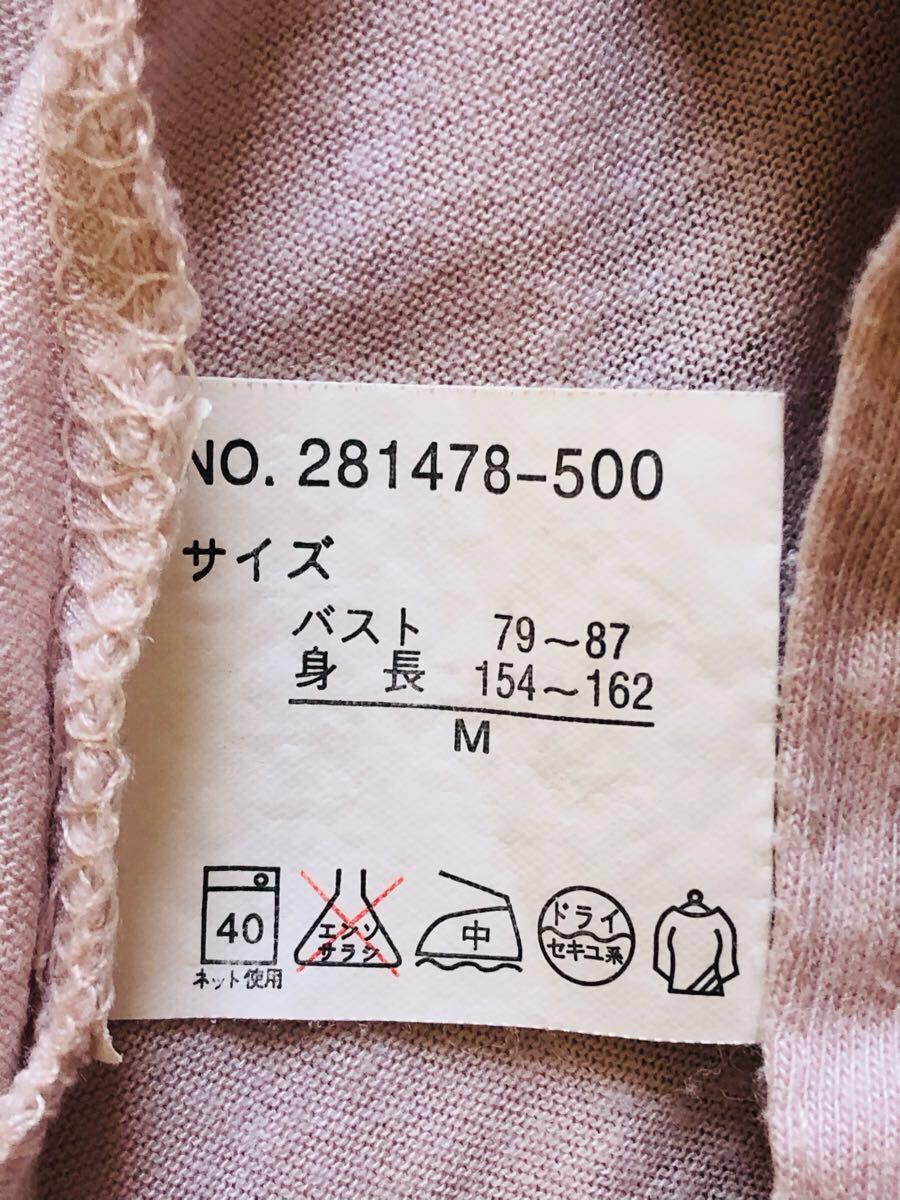 NO. 281478-500
サイズ
バスト 79～87
身長 154～162
M
40
ネット使用
エンソ
サラシ
中
ドライ
セキユ系